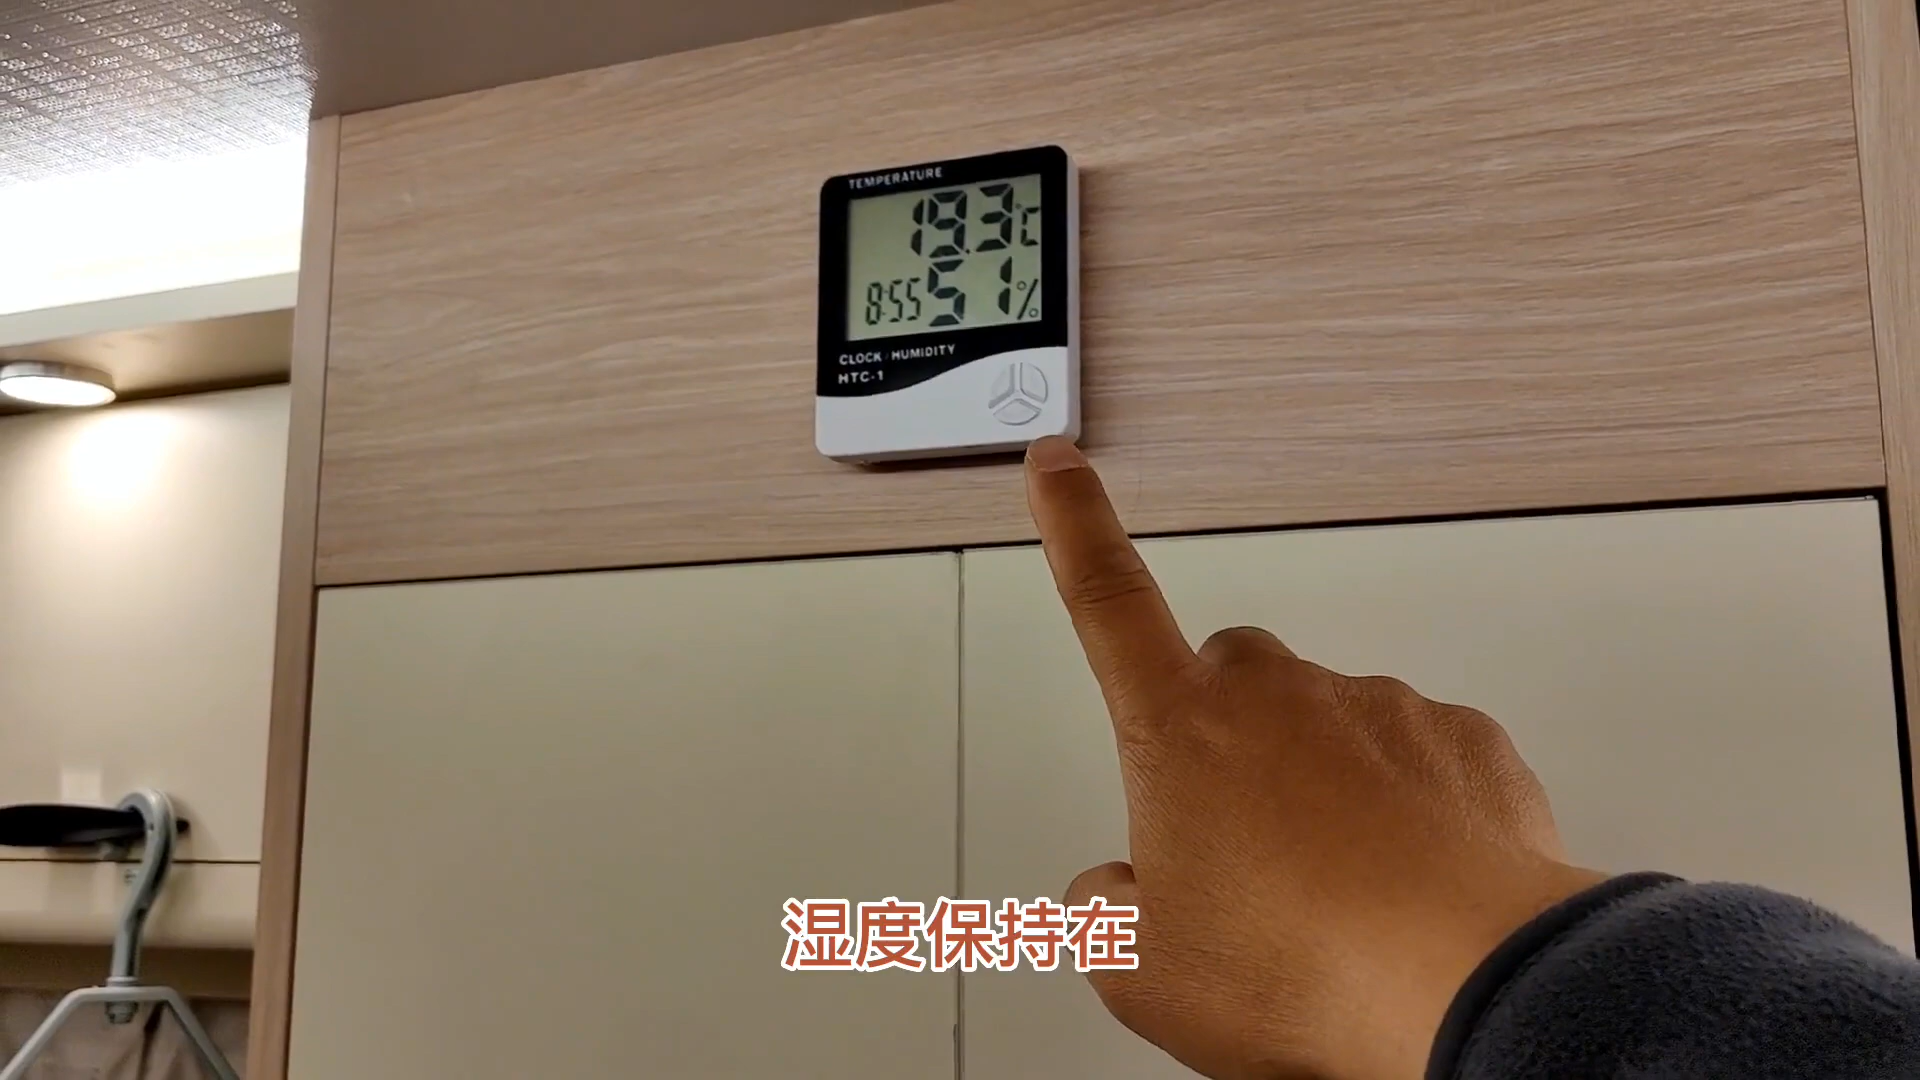 TEMPERATURE
19.3℃
8:55 51%
CLOCK / HUMIDITY
HTC-1
湿度保持在